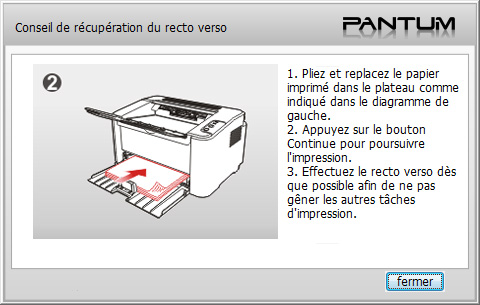 Conseil de récupération du recto verso
PANTUM
2
1. Pliez et replacez le papier
imprimé dans le plateau comme
indiqué dans le diagramme de
gauche.
2. Appuyez sur le bouton
Continue pour poursuivre
l'impression.
3. Effectuez le recto verso dès
que possible afin de ne pas
gêner les autres tâches
d'impression.
fermer